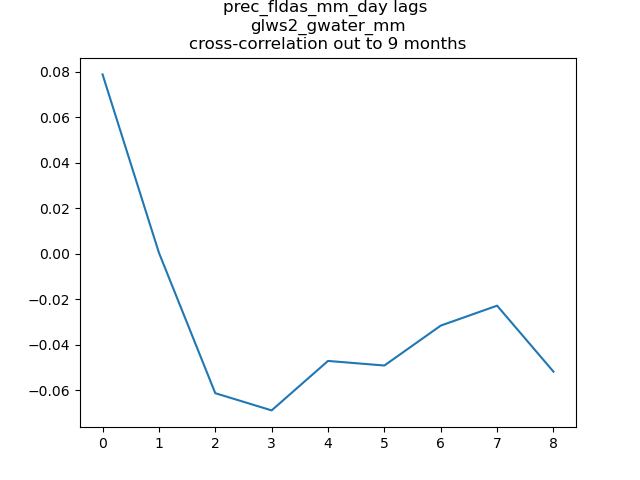 prec_fldas_mm_day lags
glws2_gwater_mm
cross-correlation out to 9 months
0.08
0.06
0.04
0.02
0.00
−0.02
−0.04
−0.06
0 1 2 3 4 5 6 7 8